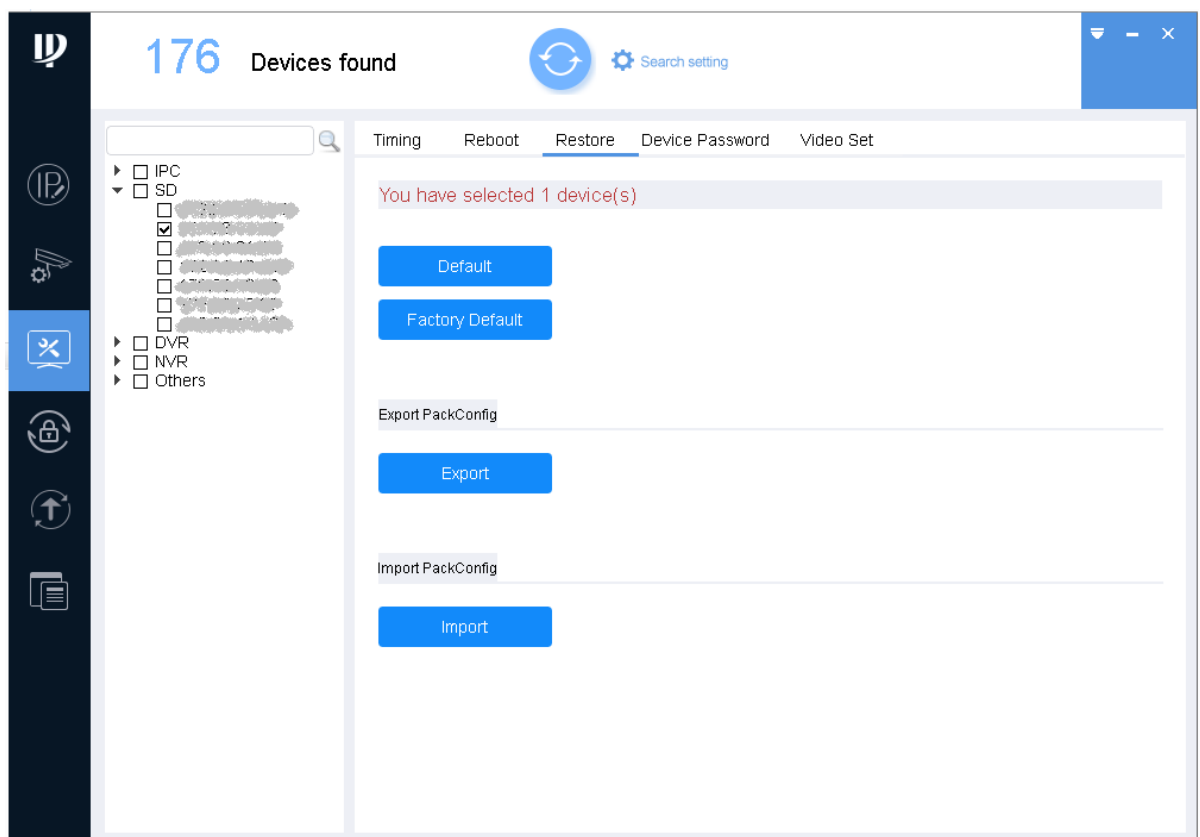 176 Devices found
Search setting
Timing Reboot Restore Device Password Video Set
IPC
SD
DVR
NVR
Others
You have selected 1 device(s)
Default
Factory Default
Export PackConfig
Export
Import PackConfig
Import